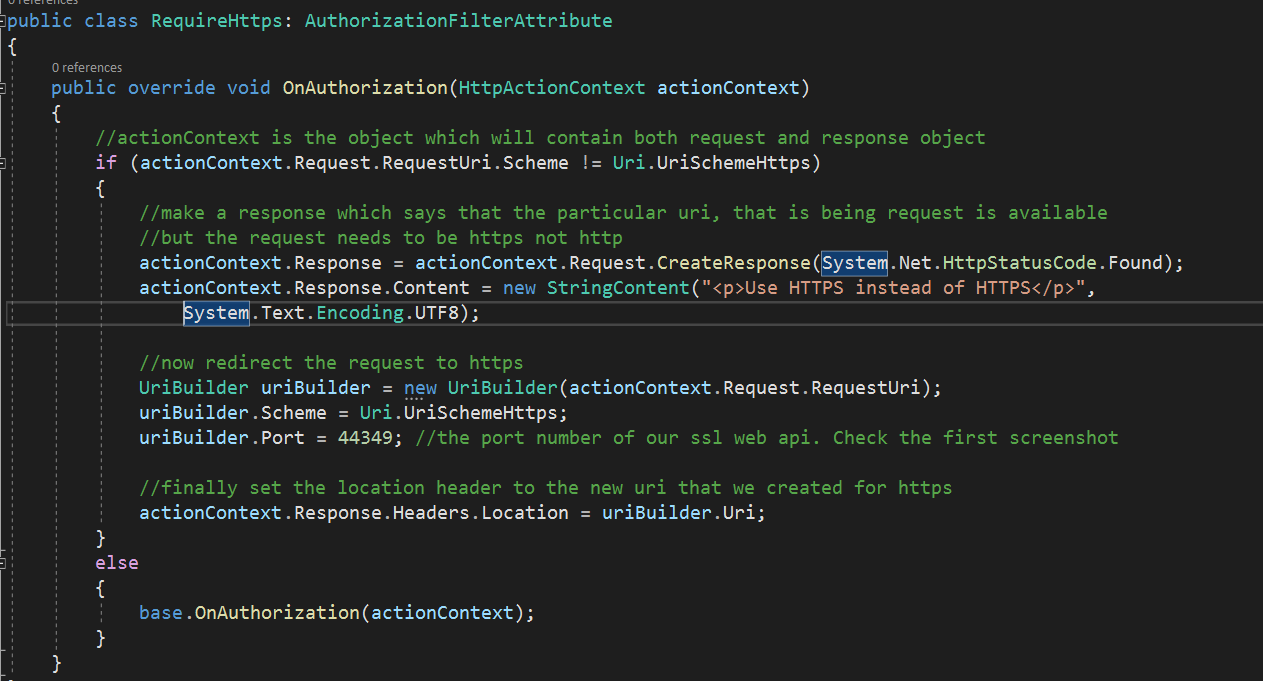 0 references
public class RequireHttps: AuthorizationFilterAttribute
{
0 references
public override void OnAuthorization(HttpActionContext actionContext)
{
//actionContext is the object which will contain both request and response object
if (actionContext.Request.RequestUri.Scheme != Uri.UriSchemeHttps)
{
//make a response which says that the particular uri, that is being request is available
//but the request needs to be https not http
actionContext.Response = actionContext.Request.CreateResponse(System.Net.HttpStatusCode.Found);
actionContext.Response.Content = new StringContent("<p>Use HTTPS instead of HTTPS</p>",
System.Text.Encoding.UTF8);
//now redirect the request to https
UriBuilder uriBuilder = new UriBuilder(actionContext.Request.RequestUri);
uriBuilder.Scheme = Uri.UriSchemeHttps;
uriBuilder.Port = 44349; //the port number of our ssl web api. Check the first screenshot
//finally set the location header to the new uri that we created for https
actionContext.Response.Headers.Location = uriBuilder.Uri;
}
else
{
base.OnAuthorization(actionContext);
}
}